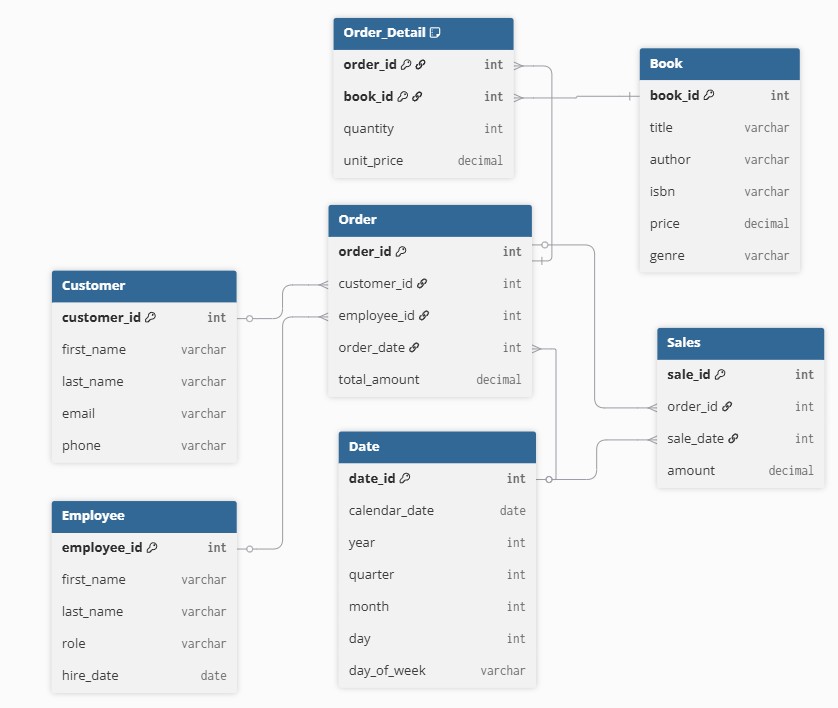 Order_Detail
order_id int
book_id int
quantity int
unit_price decimal
Book
book_id int
title varchar
author varchar
isbn varchar
price decimal
genre varchar
Order
order_id int
customer_id int
employee_id int
order_date int
total_amount decimal
Customer
customer_id int
first_name varchar
last_name varchar
email varchar
phone varchar
Sales
sale_id int
order_id int
sale_date int
amount decimal
Date
date_id int
calendar_date date
year int
quarter int
month int
day int
day_of_week varchar
Employee
employee_id int
first_name varchar
last_name varchar
role varchar
hire_date date